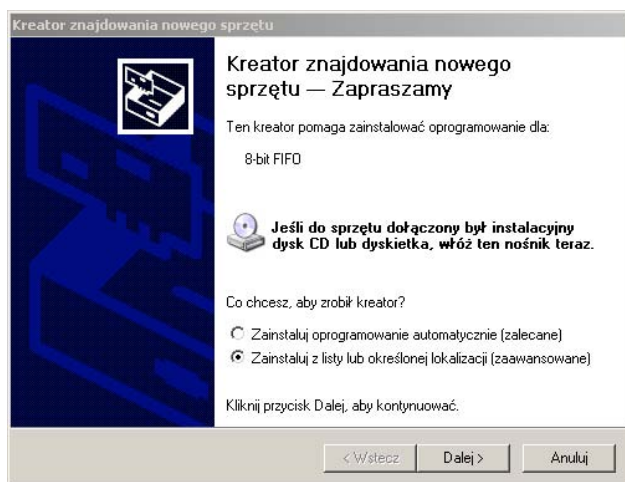 Kreator znajdowania nowego sprzętu
Kreator znajdowania nowego
sprzętu — Zapraszamy
Ten kreator pomaga zainstalować oprogramowanie dla:
8-bit FIFO
Jeśli do sprzętu dołączony był instalacyjny
dysk CD lub dyskietka, włóż ten nośnik teraz.
Co chcesz, aby zrobił kreator?
Zainstaluj oprogramowanie automatycznie (zalecane)
Zainstaluj z listy lub określonej lokalizacji (zaawansowane)
Kliknij przycisk Dalej, aby kontynuować.
< Wstecz Dalej > Anuluj